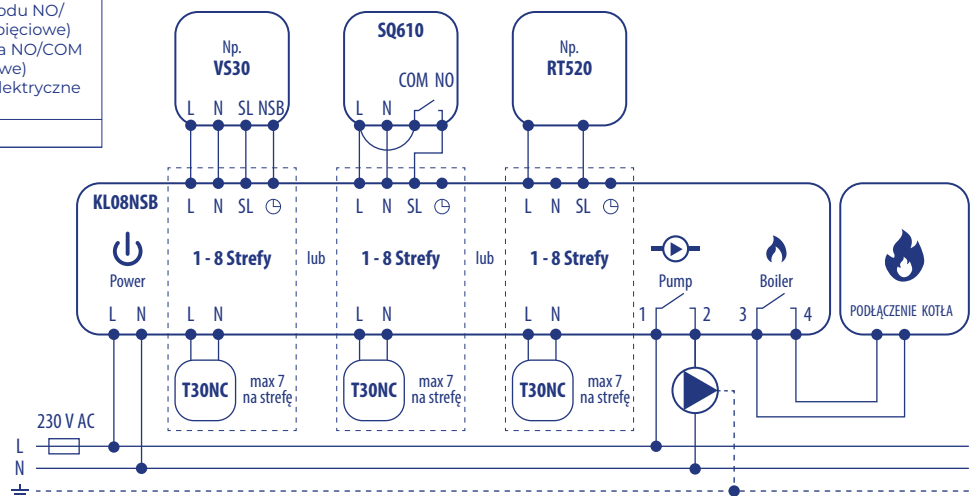 odu NO/
pięciowe)
a NO/COM
we)
lektryczne
Np.
VS30
L N SL NSB
SQ610
COM NO
L N
Np.
RT520
KL08NSB
L N SL
L N SL
L N SL
Power
1 - 8 Strefy
lub
1 - 8 Strefy
lub
1 - 8 Strefy
Pump
Boiler
PODŁĄCZENIE KOTŁA
L N
L N
L N
L N
1 2
3 4
T30NC
max 7
na strefę
T30NC
max 7
na strefę
T30NC
max 7
na strefę
230 V AC
L
N